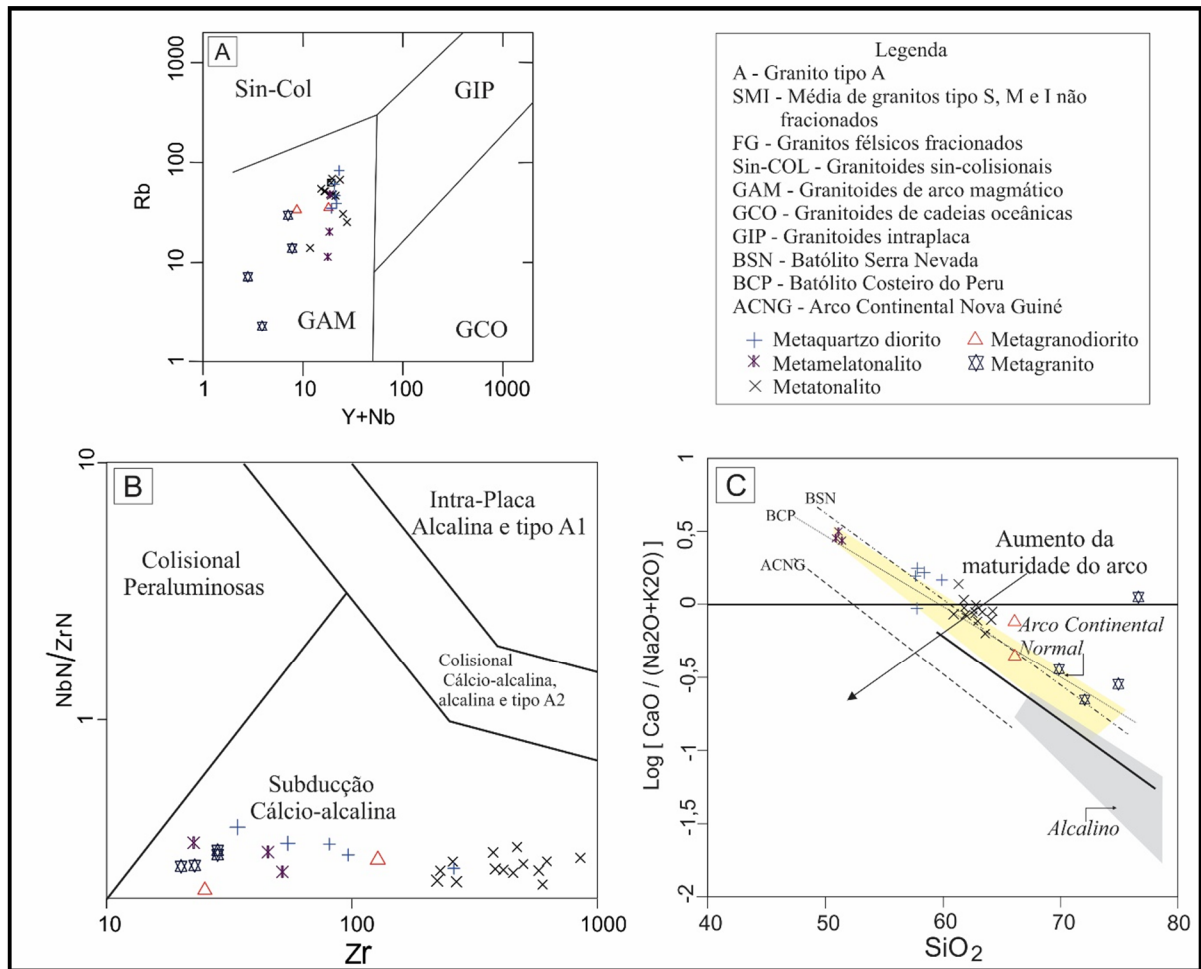 A
Sin-Col
GIP
GAM
GCO
1000
100
10
1
Rb
1
10
100
1000
Y+Nb
Legenda
A - Granito tipo A
SMI - Média de granitos tipo S, M e I não
fracionados
FG - Granitos félsicos fracionados
Sin-COL - Granitoides sin-colisionais
GAM - Granitoides de arco magmático
GCO - Granitoides de cadeias oceânicas
GIP - Granitoides intraplaca
BSN - Batólito Serra Nevada
BCP - Batólito Costeiro do Peru
ACNG - Arco Continental Nova Guiné
Metaquartzo diorito
Metagranodiorito
Metamelatonalito
Metagranito
Metatonalito
B
10
1
NbN/ZrN
Colisional
Peraluminosas
Intra-Placa
Alcalina e tipo A1
Colisional
Cálcio-alcalina,
alcalina e tipo A2
Subducção
Cálcio-alcalina
10
100
1000
Zr
C
1
0,5
0
-0,5
-1
-1,5
-2
Log [ CaO / (Na2O+K2O) ]
BSN
BCP
ACNG
Aumento da
maturidade do arco
Arco Continental
Normal
Alcalino
40
50
60
70
80
SiO₂